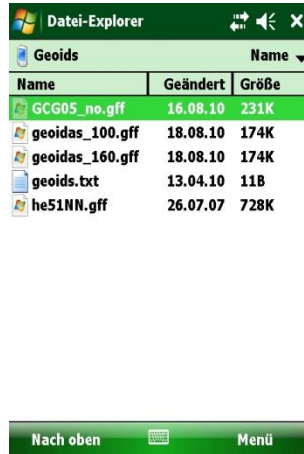 Datei-Explorer
Geoids Name
Name Geändert Größe
GCG05_no.gff 16.08.10 231K
geoidas_100.gff 18.08.10 174K
geoidas_160.gff 18.08.10 174K
geoids.txt 13.04.10 11B
he51NN.gff 26.07.07 728K
Nach oben Menü